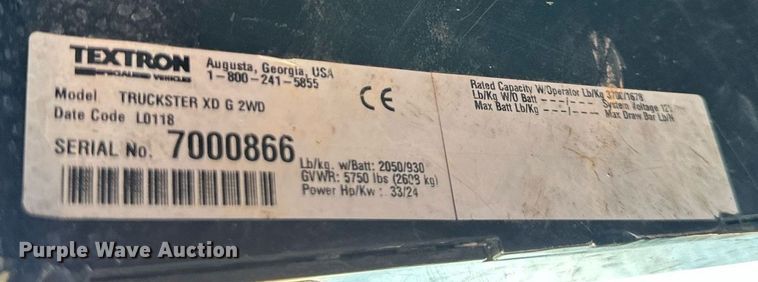 TEXTRON
SPECIALIZED VEHICLES
Augusta, Georgia, USA
1-800-241-5855
Model TRUCKSTER XD G 2WD
Date Code L0118
SERIAL No. 7000866
Lb/kg. w/Batt: 2050/930
GVWR: 5750 lbs (2608 kg)
Power Hp/Kw : 33/24
CE
Rated Capacity W/Operator Lb/Kg 3700/1678
Lb/Kg W/O Batt ---/--- System Voltage 12V
Max Batt Lb/Kg ---/--- Max Draw Bar Lb/N
Purple Wave Auction